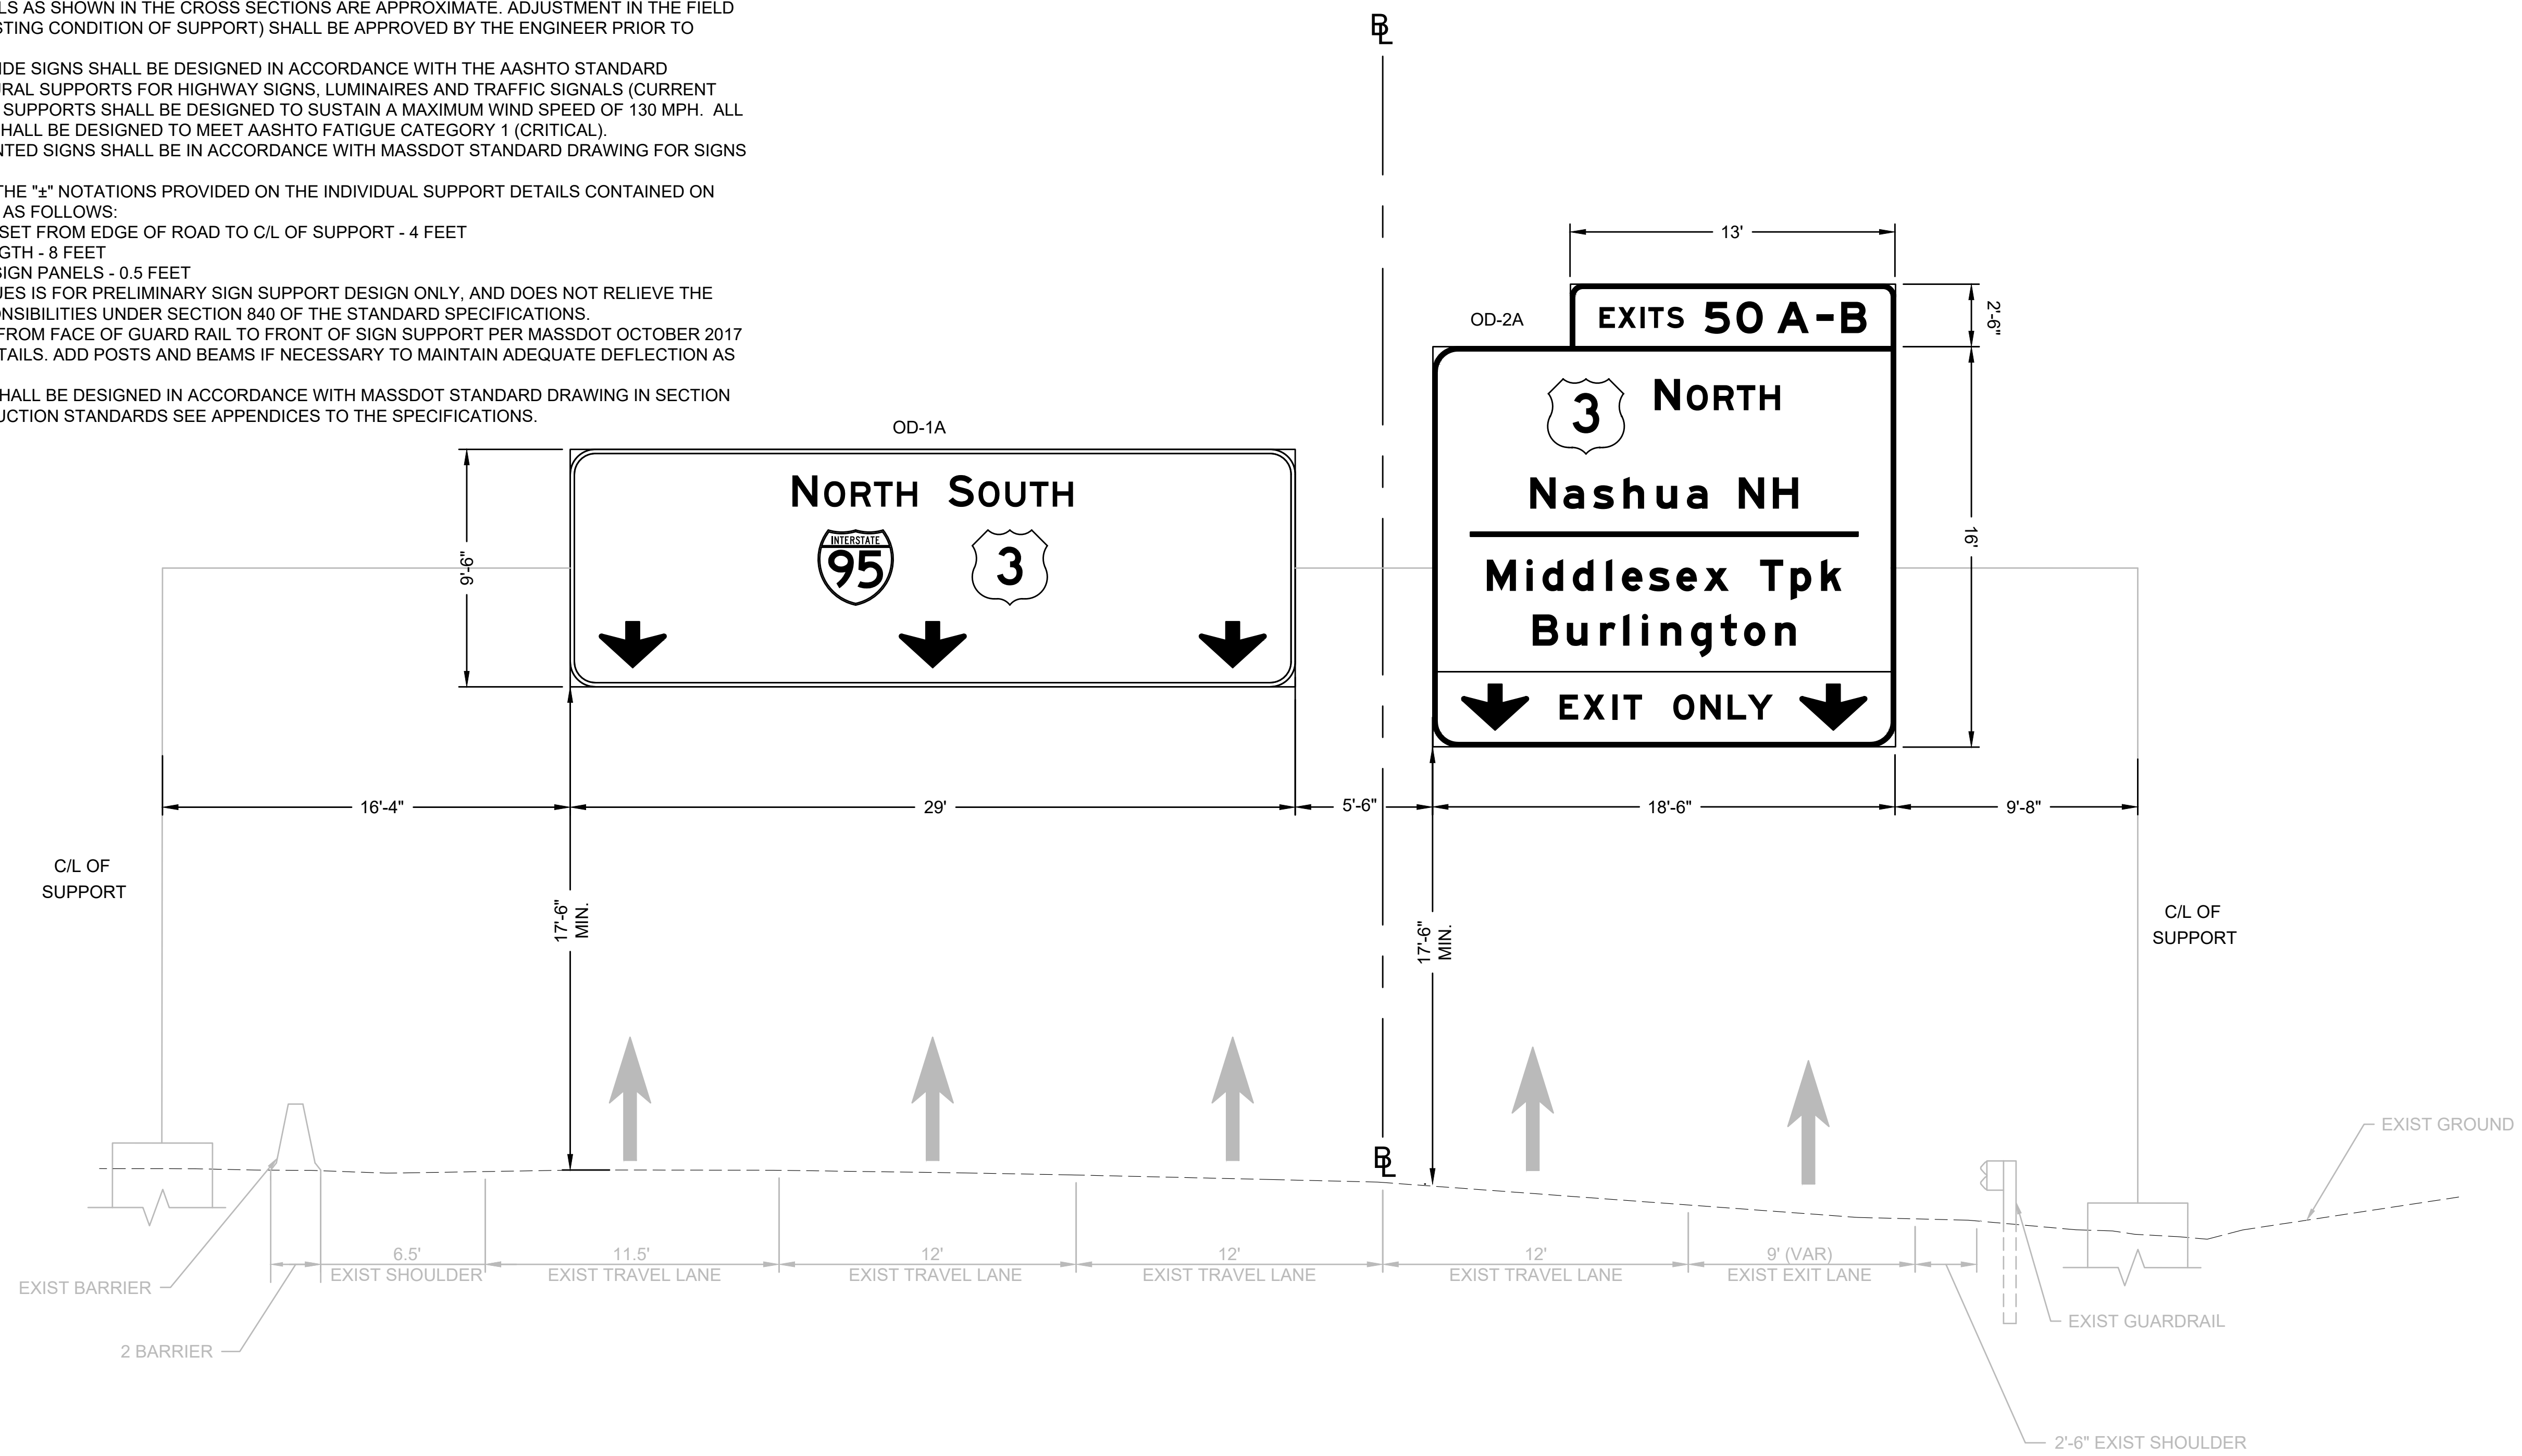 LS AS SHOWN IN THE CROSS SECTIONS ARE APPROXIMATE. ADJUSTMENT IN THE FIELD
STING CONDITION OF SUPPORT) SHALL BE APPROVED BY THE ENGINEER PRIOR TO
IDE SIGNS SHALL BE DESIGNED IN ACCORDANCE WITH THE AASHTO STANDARD
URAL SUPPORTS FOR HIGHWAY SIGNS, LUMINAIRES AND TRAFFIC SIGNALS (CURRENT
SUPPORTS SHALL BE DESIGNED TO SUSTAIN A MAXIMUM WIND SPEED OF 130 MPH. ALL
HALL BE DESIGNED TO MEET AASHTO FATIGUE CATEGORY 1 (CRITICAL).
NTED SIGNS SHALL BE IN ACCORDANCE WITH MASSDOT STANDARD DRAWING FOR SIGNS
THE "±" NOTATIONS PROVIDED ON THE INDIVIDUAL SUPPORT DETAILS CONTAINED ON
AS FOLLOWS:
SET FROM EDGE OF ROAD TO C/L OF SUPPORT - 4 FEET
GTH - 8 FEET
SIGN PANELS - 0.5 FEET
UES IS FOR PRELIMINARY SIGN SUPPORT DESIGN ONLY, AND DOES NOT RELIEVE THE
ONSIBILITIES UNDER SECTION 840 OF THE STANDARD SPECIFICATIONS.
FROM FACE OF GUARD RAIL TO FRONT OF SIGN SUPPORT PER MASSDOT OCTOBER 2017
TAILS. ADD POSTS AND BEAMS IF NECESSARY TO MAINTAIN ADEQUATE DEFLECTION AS
HALL BE DESIGNED IN ACCORDANCE WITH MASSDOT STANDARD DRAWING IN SECTION
UCTION STANDARDS SEE APPENDICES TO THE SPECIFICATIONS.
BL
13'
2'-6"
OD-2A
EXITS 50 A-B
3 NORTH
Nashua NH
Middlesex Tpk
Burlington
EXIT ONLY
16'
OD-1A
NORTH SOUTH
INTERSTATE
95 3
9'-6"
16'-4" 29' 5'-6" 18'-6" 9'-8"
C/L OF
SUPPORT
17'-6"
MIN.
17'-6"
MIN.
C/L OF
SUPPORT
BL
EXIST GROUND
6.5'
EXIST SHOULDER
11.5'
EXIST TRAVEL LANE
12'
EXIST TRAVEL LANE
12'
EXIST TRAVEL LANE
12'
EXIST TRAVEL LANE
9' (VAR)
EXIST EXIT LANE
EXIST BARRIER
2 BARRIER
EXIST GUARDRAIL
2'-6" EXIST SHOULDER